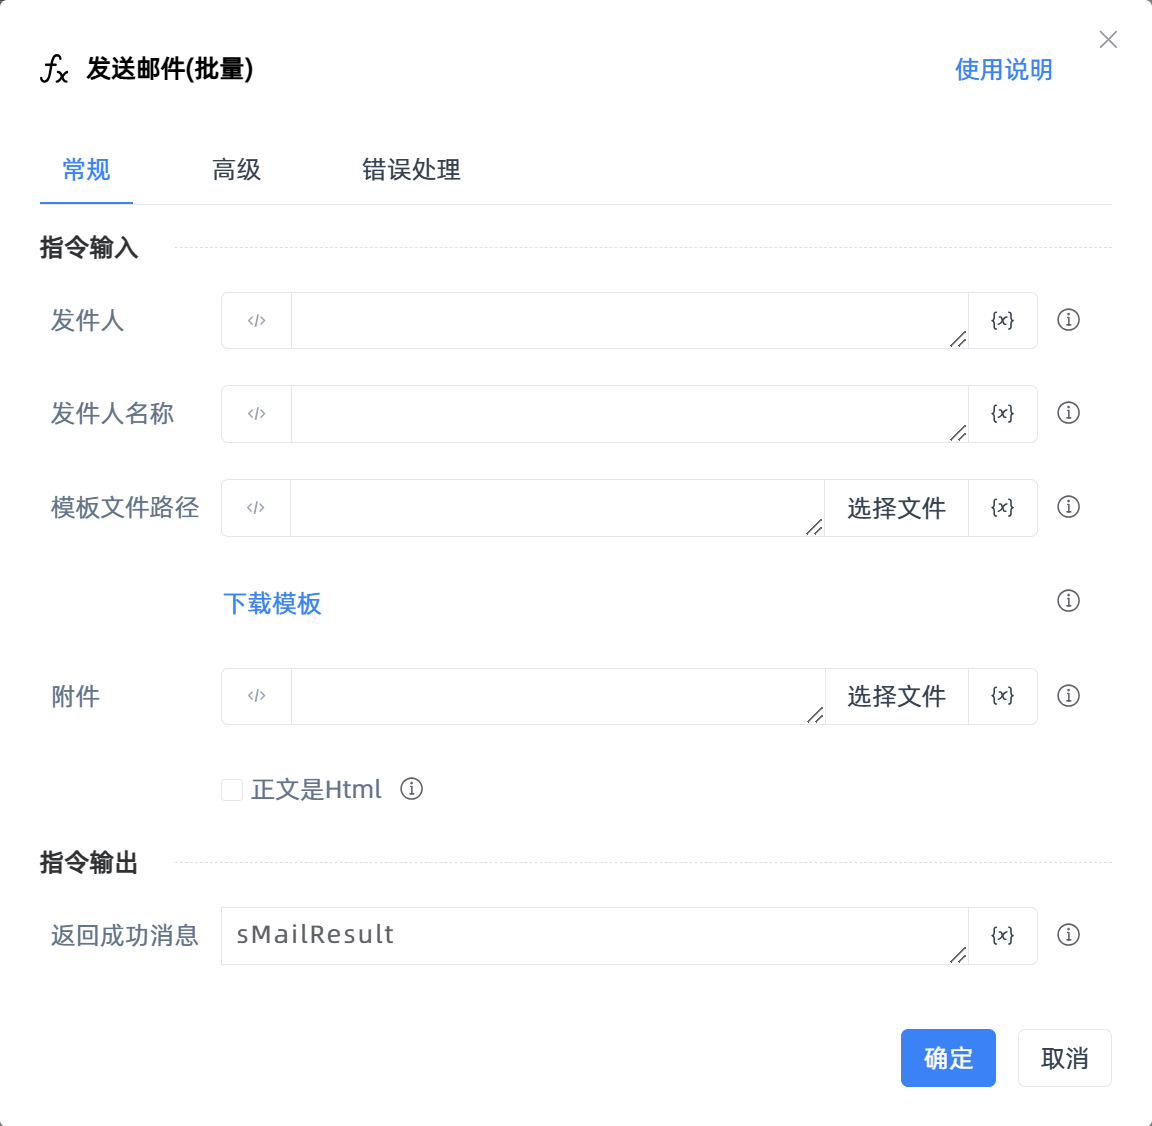 fx 发送邮件(批量) 使用说明
常规 高级 错误处理
指令输入
发件人 </> {x}
发件人名称 </> {x}
模板文件路径 </> 选择文件 {x}
下载模板
附件 </> 选择文件 {x}
正文是Html
指令输出
返回成功消息 sMailResult {x}
确定 取消